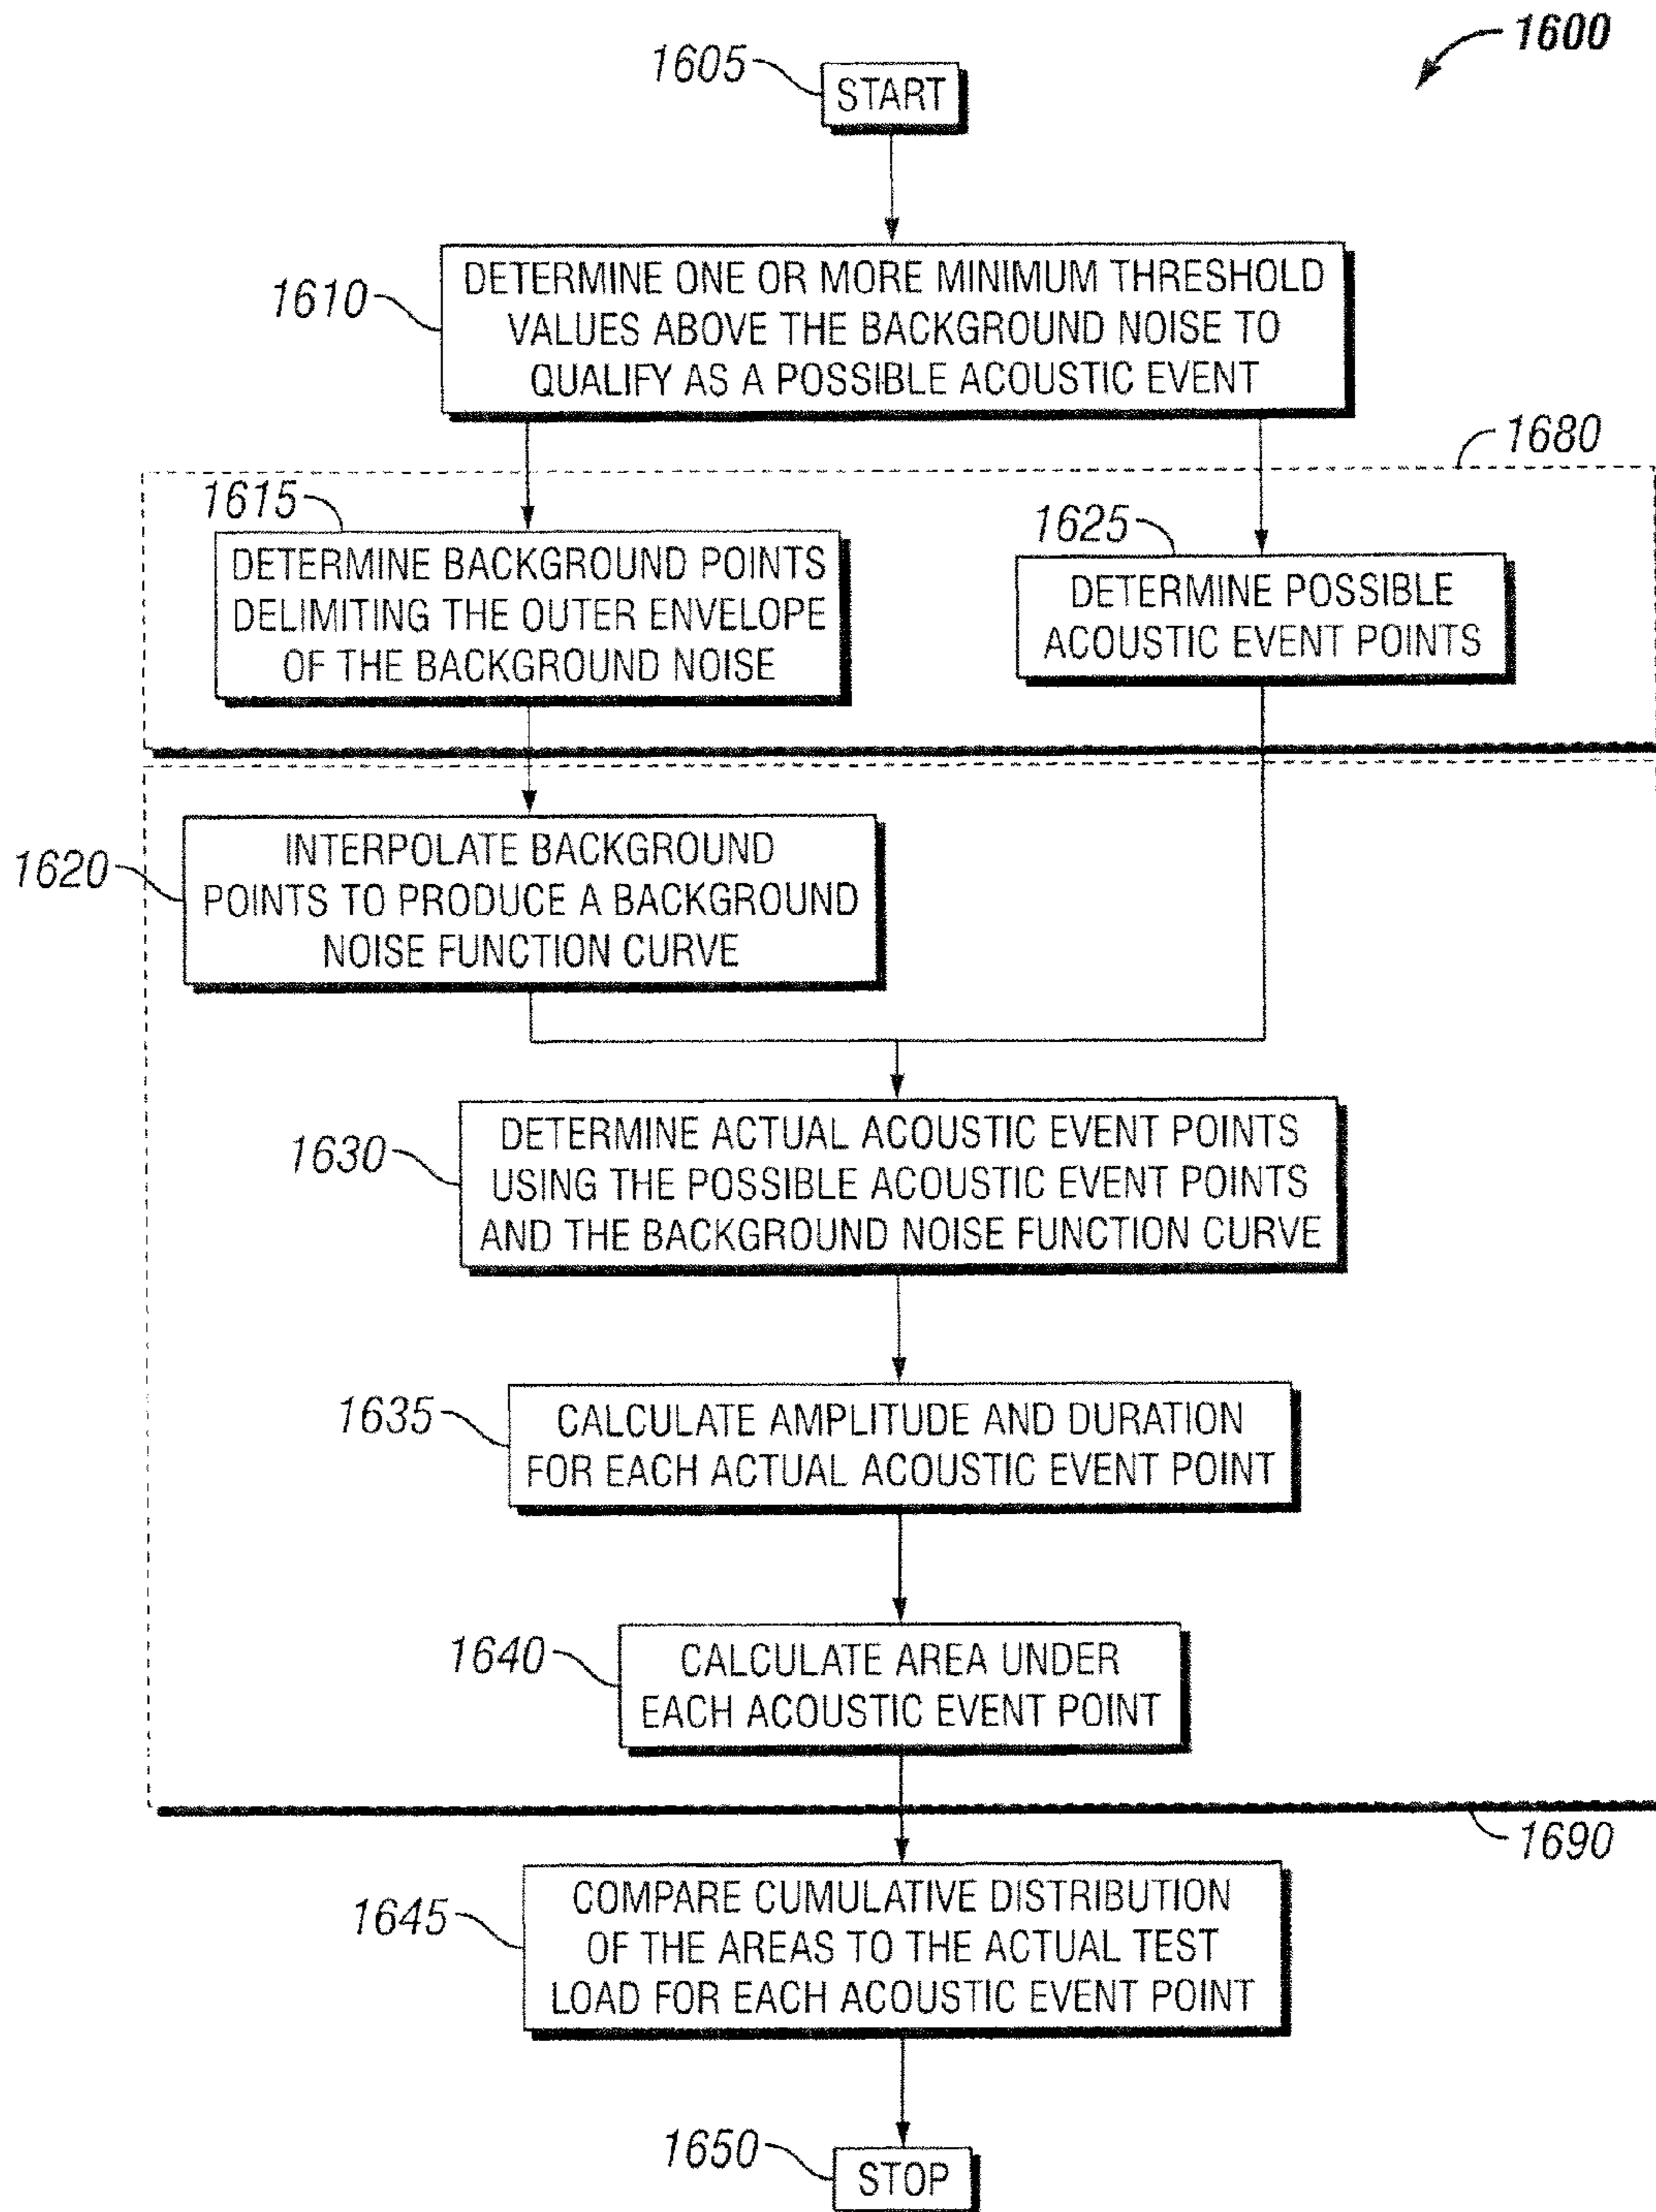 1600
1605
START
1610
DETERMINE ONE OR MORE MINIMUM THRESHOLD
VALUES ABOVE THE BACKGROUND NOISE TO
QUALIFY AS A POSSIBLE ACOUSTIC EVENT
1680
1615
DETERMINE BACKGROUND POINTS
DELIMITING THE OUTER ENVELOPE
OF THE BACKGROUND NOISE
1625
DETERMINE POSSIBLE
ACOUSTIC EVENT POINTS
1620
INTERPOLATE BACKGROUND
POINTS TO PRODUCE A BACKGROUND
NOISE FUNCTION CURVE
1630
DETERMINE ACTUAL ACOUSTIC EVENT POINTS
USING THE POSSIBLE ACOUSTIC EVENT POINTS
AND THE BACKGROUND NOISE FUNCTION CURVE
1635
CALCULATE AMPLITUDE AND DURATION
FOR EACH ACTUAL ACOUSTIC EVENT POINT
1640
CALCULATE AREA UNDER
EACH ACOUSTIC EVENT POINT
1690
1645
COMPARE CUMULATIVE DISTRIBUTION
OF THE AREAS TO THE ACTUAL TEST
LOAD FOR EACH ACOUSTIC EVENT POINT
1650
STOP